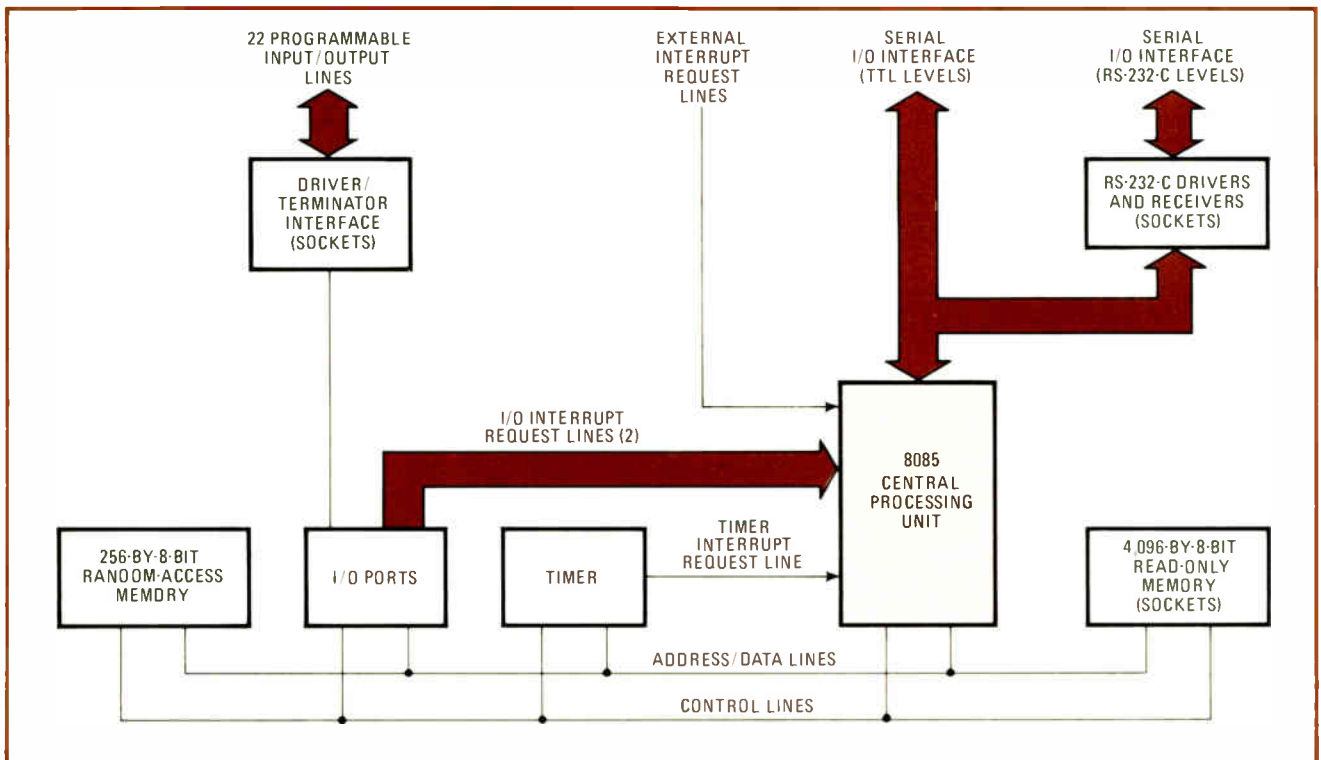 22 PROGRAMMABLE
INPUT/OUTPUT
LINES
EXTERNAL
INTERRUPT
REQUEST
LINES
SERIAL
I/O INTERFACE
(TTL LEVELS)
SERIAL
I/O INTERFACE
(RS-232-C LEVELS)
DRIVER/
TERMINATOR
INTERFACE
(SOCKETS)
RS-232-C DRIVERS
AND RECEIVERS
(SOCKETS)
I/O INTERRUPT
REQUEST LINES (2)
8085
CENTRAL
PROCESSING
UNIT
256-BY-8-BIT
RANDOM-ACCESS
MEMORY
I/O PORTS
TIMER
TIMER
INTERRUPT
REQUEST LINE
4,096-BY-8-BIT
READ-ONLY
MEMORY
(SOCKETS)
ADDRESS/DATA LINES
CONTROL LINES